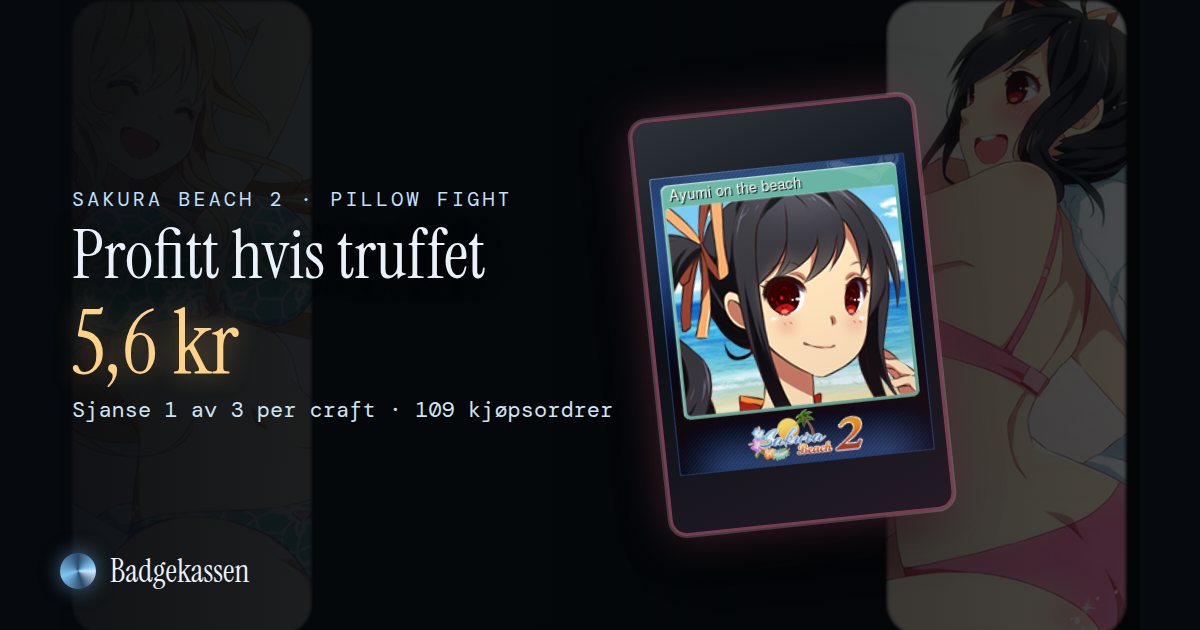 SAKURA BEACH 2 · PILLOW FIGHT
Profitt hvis truffet
5,6 kr
Sjanse 1 av 3 per craft · 109 kjøpsordrer
Badgekassen
Ayumi on the beach
Sakura
Beach 2